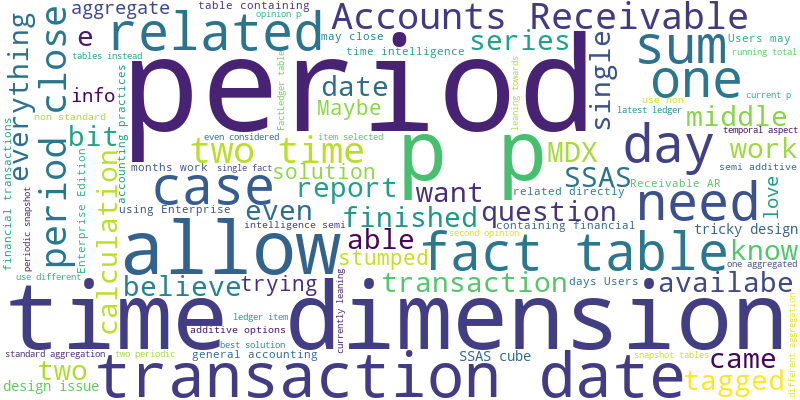 aggregate
table containing
opinion p
Accounts Receivable
related
may close
series
Users may
e
tables instead
time intelligence
running total
everything
period close
info
accounting practices
period
date
Maybe
FactLedger table
leaning towards
single
sum
one
use non
current p
latest ledger
middle
non standard
bit
even considered
item selected
temporal aspect
financial transactions
two time
p p
MDX
day
work
months work
single fact
solution
semi additive
case
report
related directly
SSAS
Receivable AR
love
calculation
Enterprise Edition
periodic snapshot
using Enterprise
even
want
need
finished
question
intelligence semi
containing financial
tricky design
allow
able
second opinion
fact table
know
stumped
one aggregated
use different
believe
trying
transaction
days Users
availabe
time dimension
ledger item
currently leaning
additive options
best solution
different aggregation
standard aggregation
two periodic
general accounting
SSAS cube
snapshot tables
came
two
design issue
transaction date
tagged